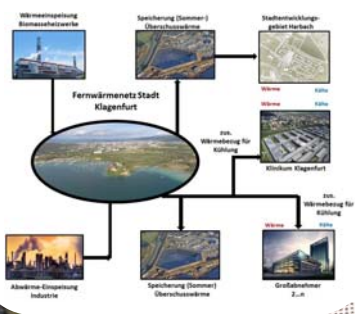 Wärmeeinspeisung
Biomasseheizwerke
Speicherung (Sommer-)
Überschusswärme
Stadtentwicklungs-
gebiet Harbach
Wärme
Kälte
Fernwärmenetz Stadt
Klagenfurt
Wärme
Kälte
zus.
Wärmebezug für
Kühlung
Klinikum Klagenfurt
zus.
Wärmebezug für
Kühlung
Wärme
Kälte
Abwärme-Einspeisung
Industrie
Speicherung (Sommer)
Überschusswärme
Großabnehmer
2...n